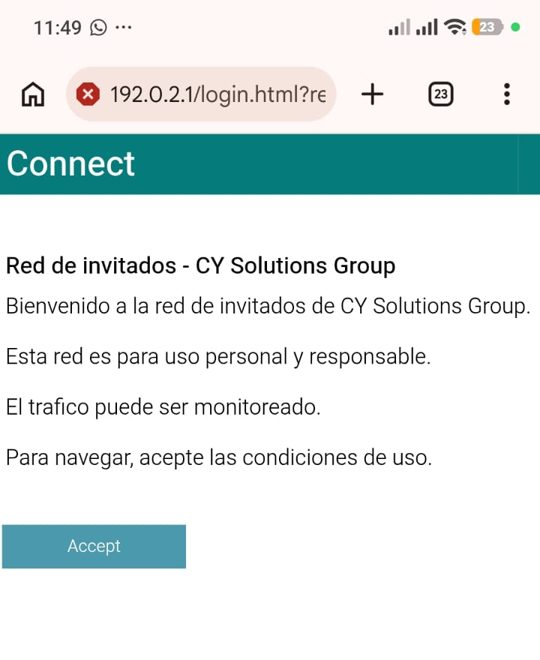 11:49 ...
23
192.0.2.1/login.html?re
23
Connect
Red de invitados - CY Solutions Group
Bienvenido a la red de invitados de CY Solutions Group.
Esta red es para uso personal y responsable.
El trafico puede ser monitoreado.
Para navegar, acepte las condiciones de uso.
Accept